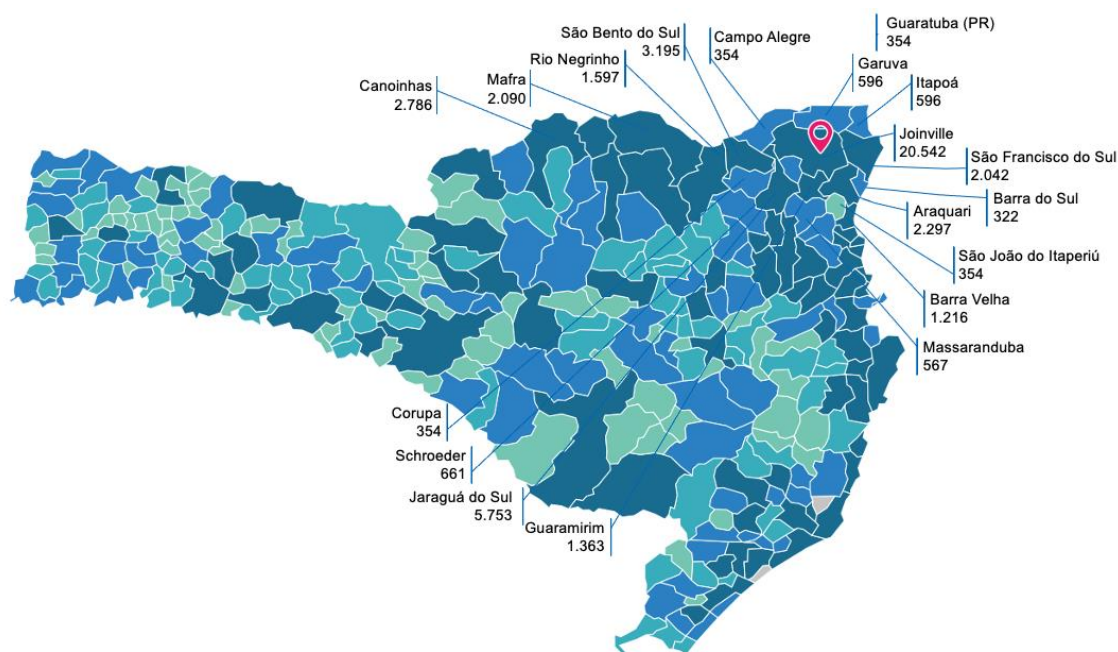 Guaratuba (PR)
354
São Bento do Sul
3.195
Campo Alegre
354
Rio Negrinho
1.597
Garuva
596
Mafra
2.090
Itapoá
596
Canoinhas
2.786
Joinville
20.542
São Francisco do Sul
2.042
Barra do Sul
322
Araquari
2.297
São João do Itaperiú
354
Barra Velha
1.216
Massaranduba
567
Corupa
354
Schroeder
661
Jaraguá do Sul
5.753
Guaramirim
1.363